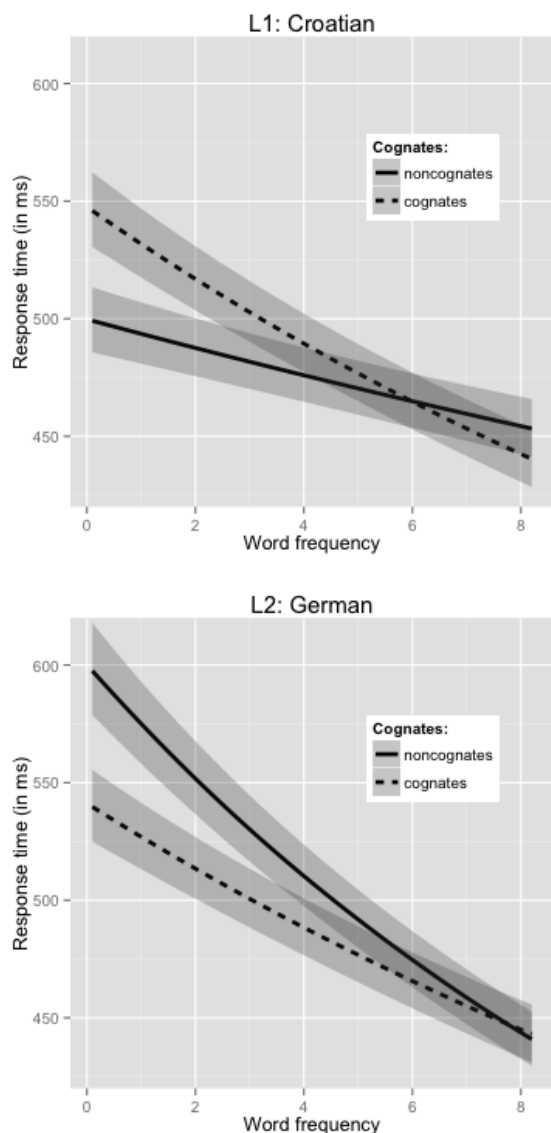 L1: Croatian
600
550
500
450
Response time (in ms)
Cognates:
noncognates
cognates
0 2 4 6 8
Word frequency
L2: German
600
550
500
450
Response time (in ms)
Cognates:
noncognates
cognates
0 2 4 6 8
Word frequency